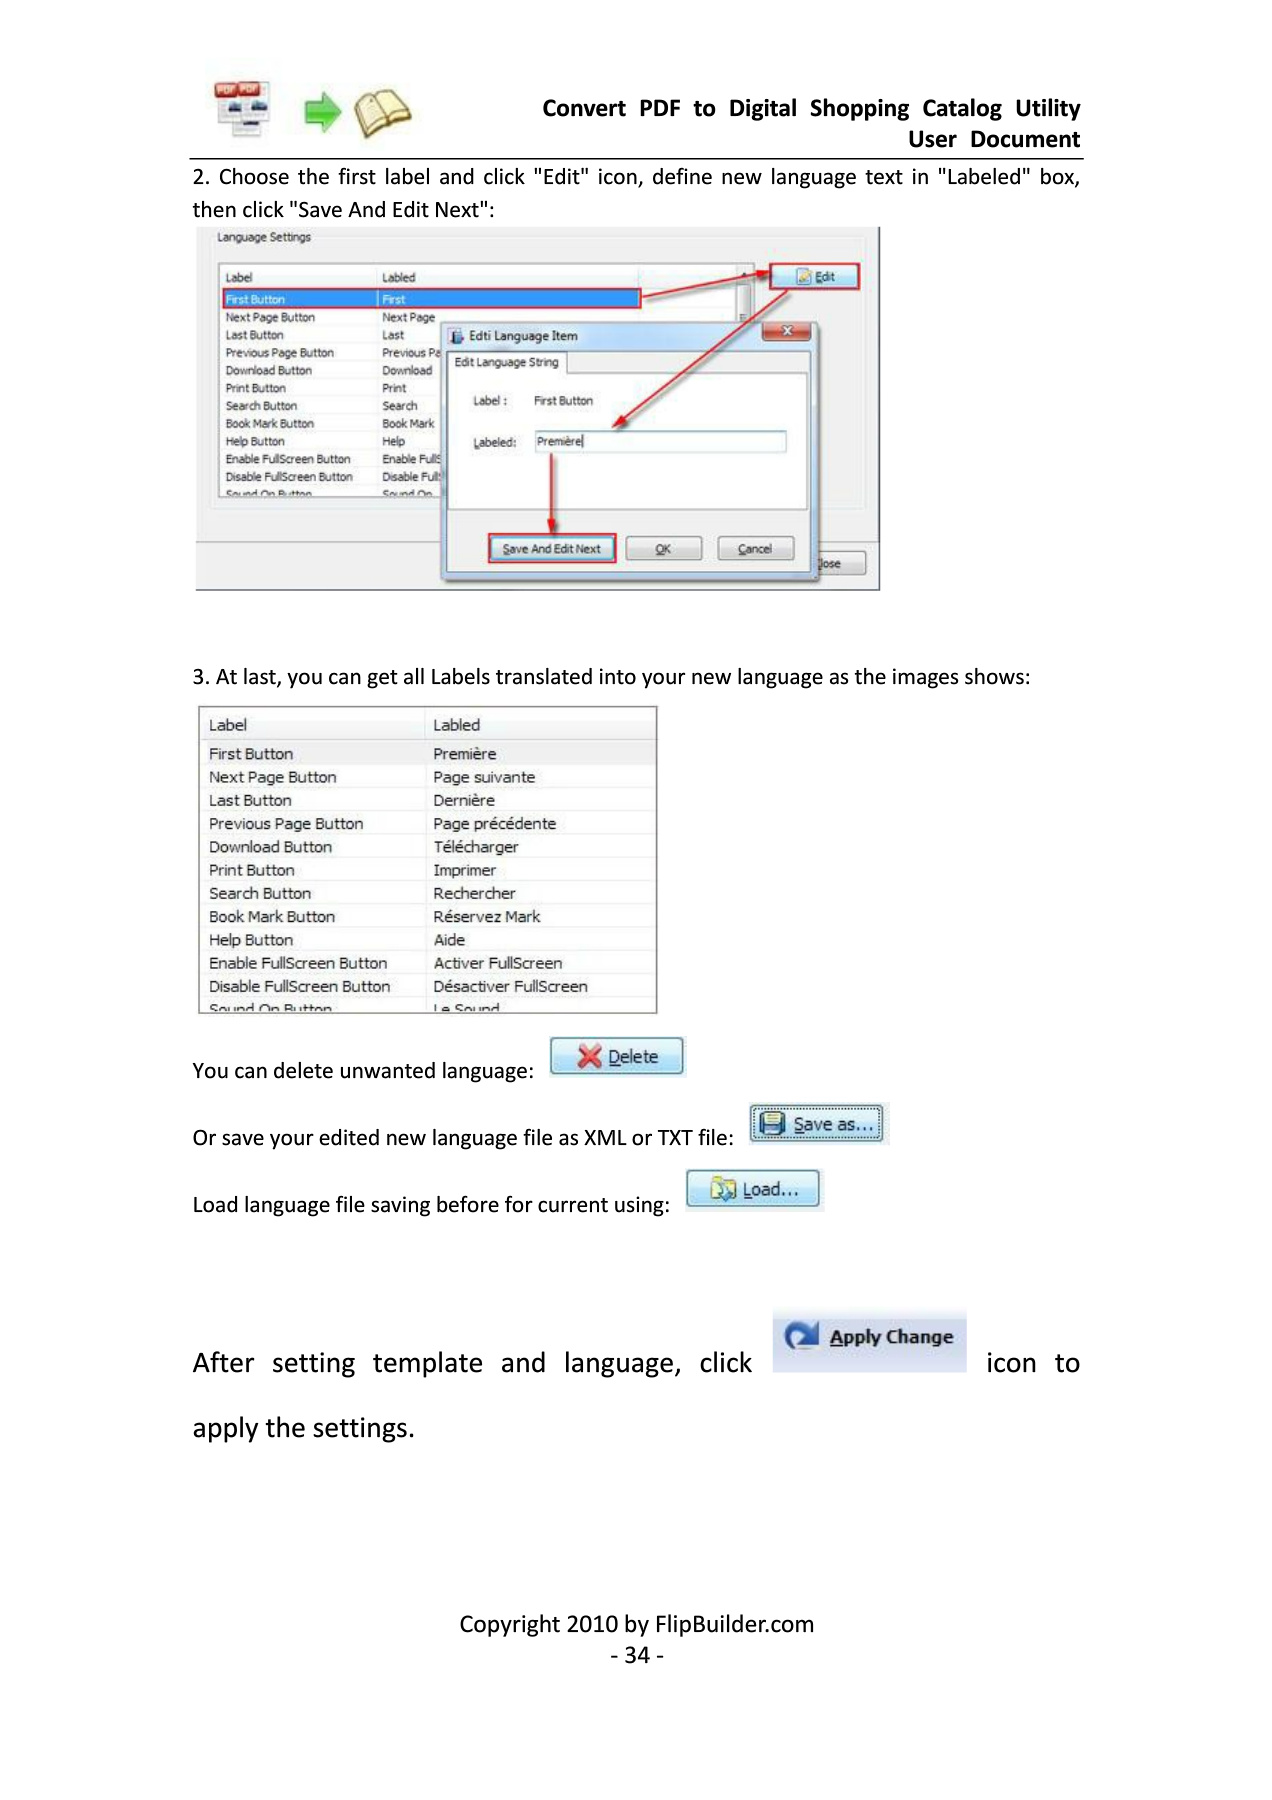 PDF PDF
Convert PDF to Digital Shopping Catalog Utility
User Document
2. Choose the first label and click "Edit" icon, define new language text in "Labeled" box,
then click "Save And Edit Next":
Language Settings
Label Labled
Edit
First Button First
Next Page Button Next Page
Last Button Last
Previous Page Button Previous Pa
Download Button Download
Print Button Print
Search Button Search
Book Mark Button Book Mark
Help Button Help
Enable FullScreen Button Enable FullS
Disable FullScreen Button Disable Full
Sound On Button Sound On
Edti Language Item
Edit Language String
Label : First Button
Labeled: Première
Save And Edit Next OK Cancel
lose
3. At last, you can get all Labels translated into your new language as the images shows:
Label Labled
First Button Première
Next Page Button Page suivante
Last Button Dernière
Previous Page Button Page précédente
Download Button Télécharger
Print Button Imprimer
Search Button Rechercher
Book Mark Button Réservez Mark
Help Button Aide
Enable FullScreen Button Activer FullScreen
Disable FullScreen Button Désactiver FullScreen
Sound On Button Le Sound
You can delete unwanted language: Delete
Or save your edited new language file as XML or TXT file: Save as...
Load language file saving before for current using: Load...
After setting template and language, click Apply Change icon to
apply the settings.
Copyright 2010 by FlipBuilder.com
- 34 -